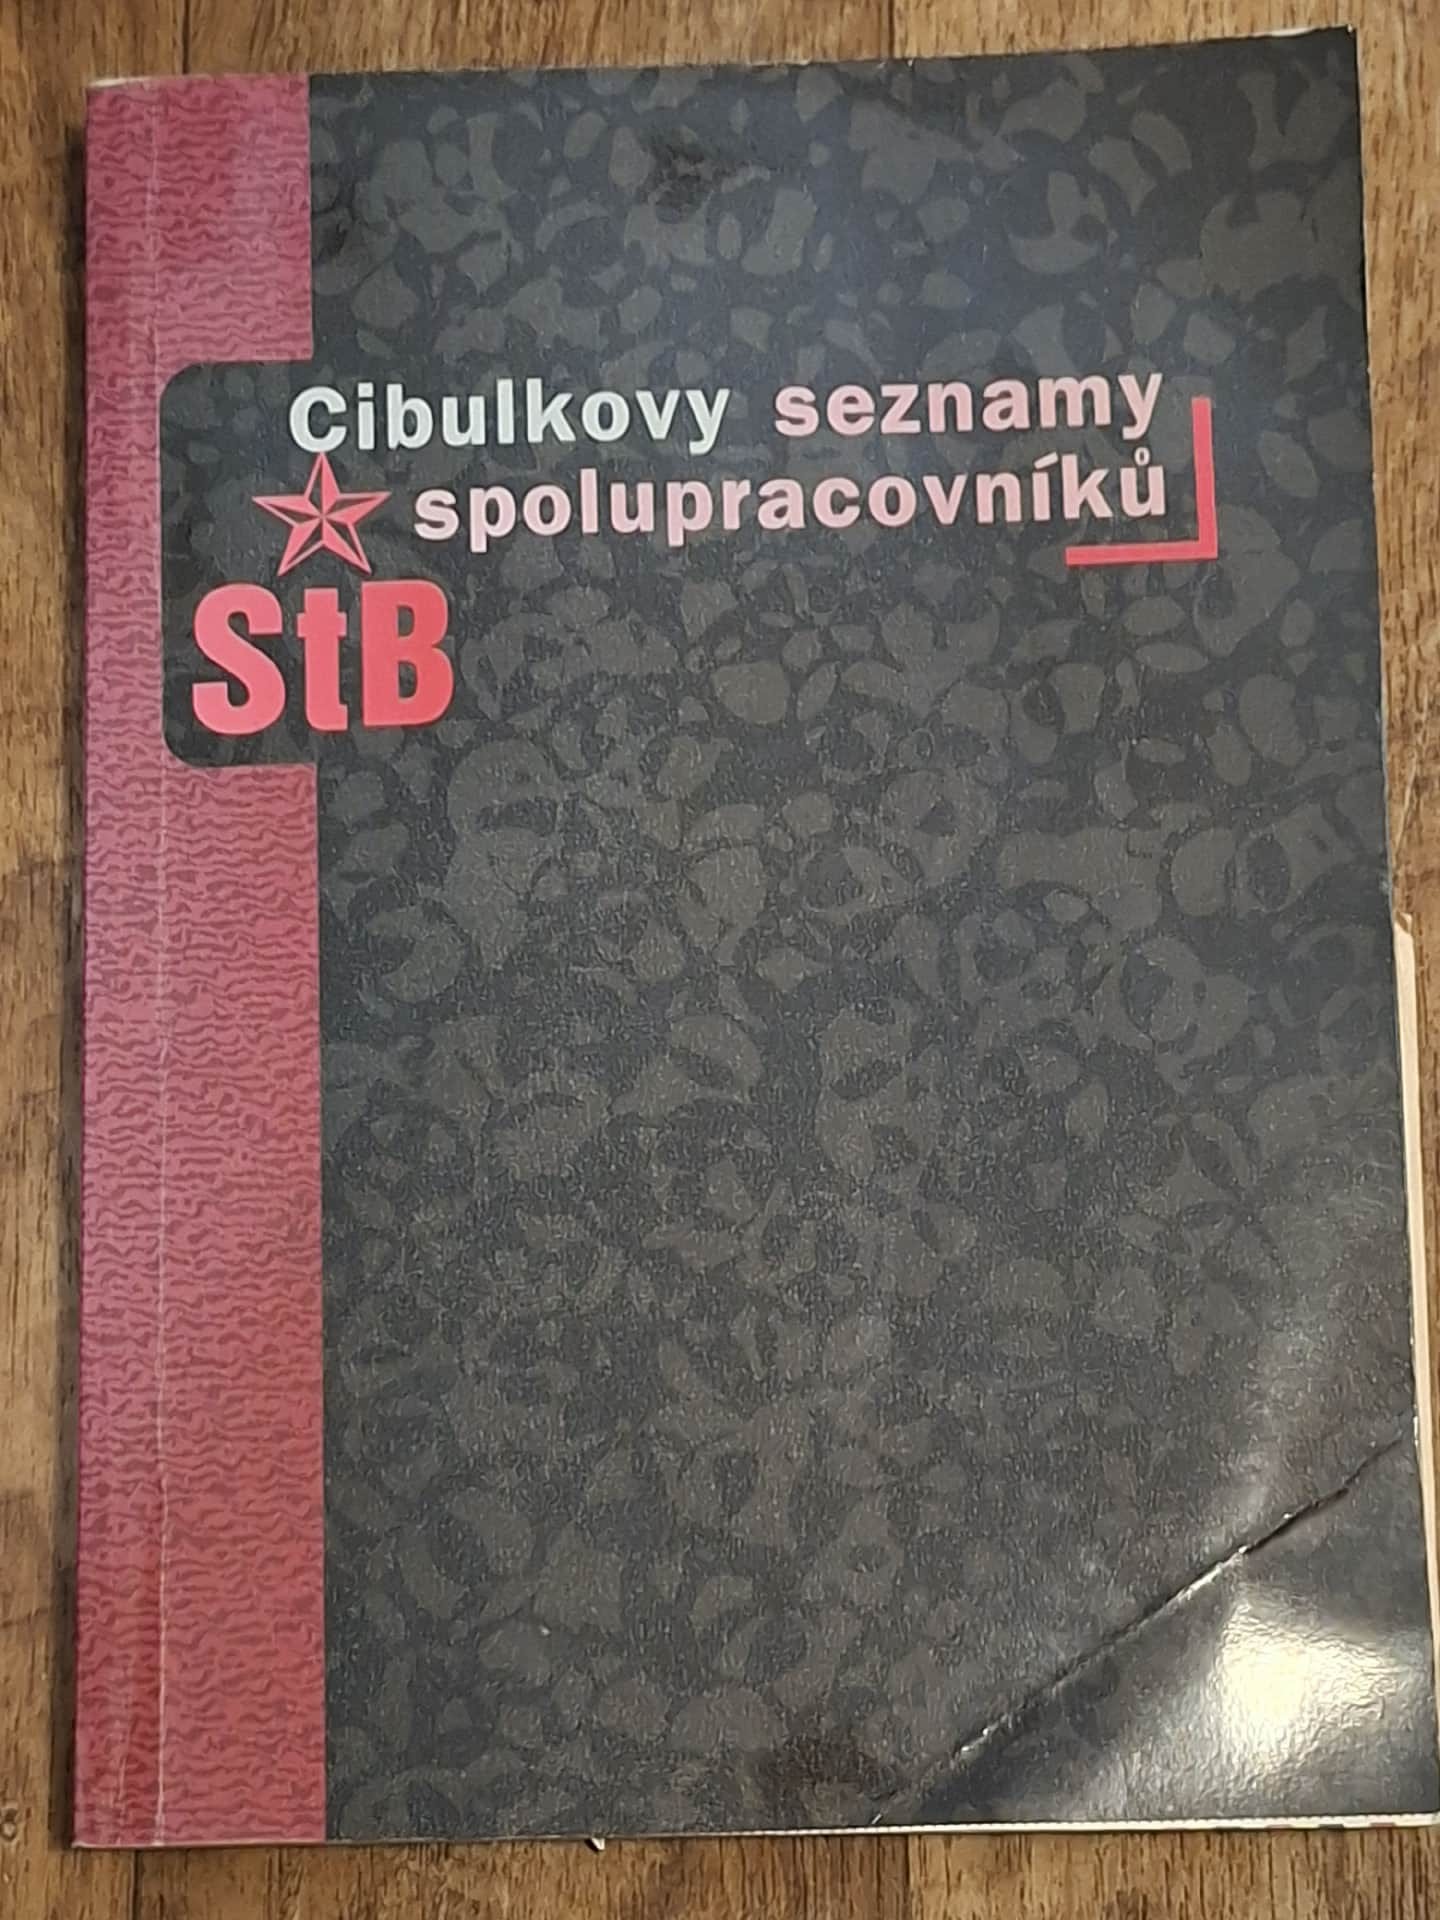 Cibulkovy seznamy
spolupracovníků
StB